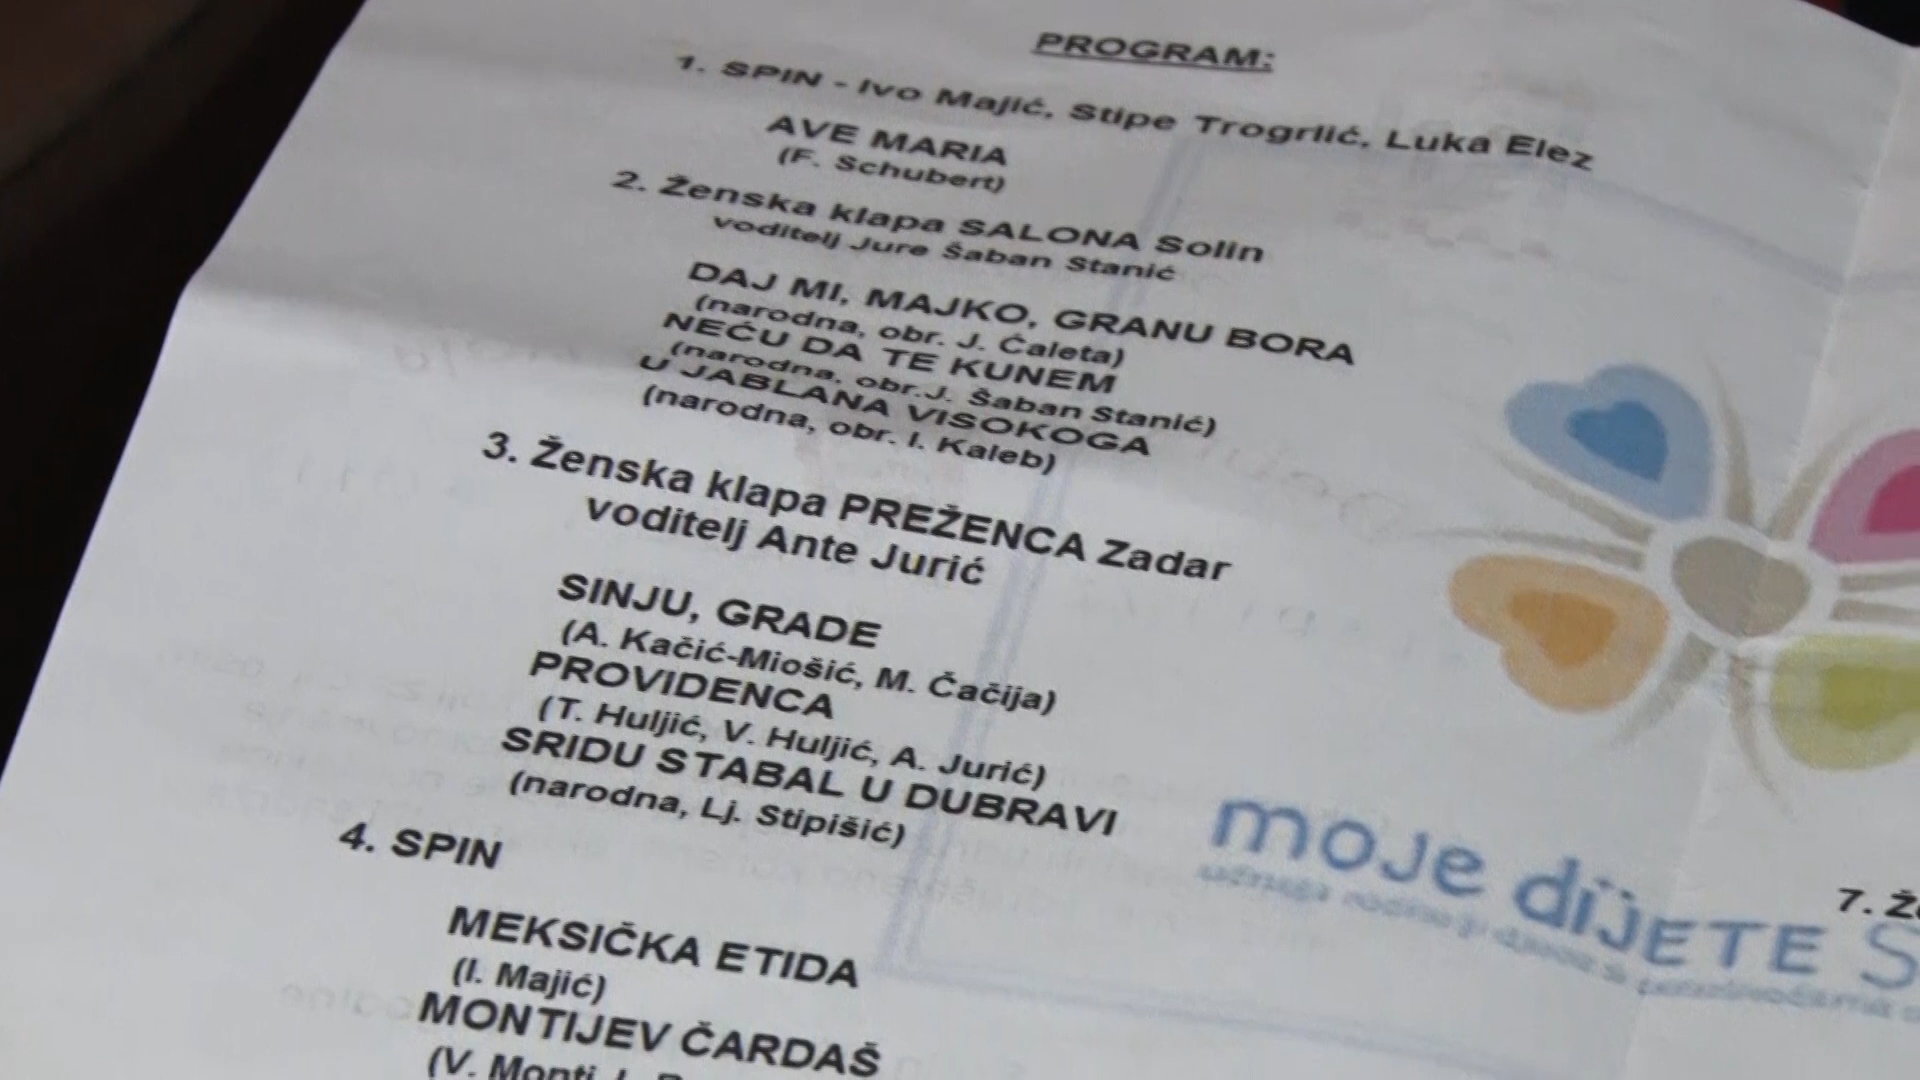 PROGRAM:
1. SPIN - Ivo Majić, Stipe Trogrlić, Luka Elez
AVE MARIA
(F. Schubert)
2. Ženska klapa SALONA Solin
voditelj Jure Šaban Stanić
DAJ MI, MAJKO, GRANU BORA
(narodna, obr. J. Ćaleta)
NEĆU DA TE KUNEM
(narodna, obr.J. Šaban Stanić)
U JABLANA VISOKOGA
(narodna, obr. I. Kaleb)
3. Ženska klapa PREŽENCA Zadar
voditelj Ante Jurić
SINJU, GRADE
(A. Kačić-Miošić, M. Čačija)
PROVIDENCA
(T. Huljić, V. Huljić, A. Jurić)
SRIDU STABAL U DUBRAVI
(narodna, Lj. Stipišić)
4. SPIN
MEKSIČKA ETIDA
(I. Majić)
MONTIJEV ČARDAŠ
(V. Monti
moje dijete S
7. Ž